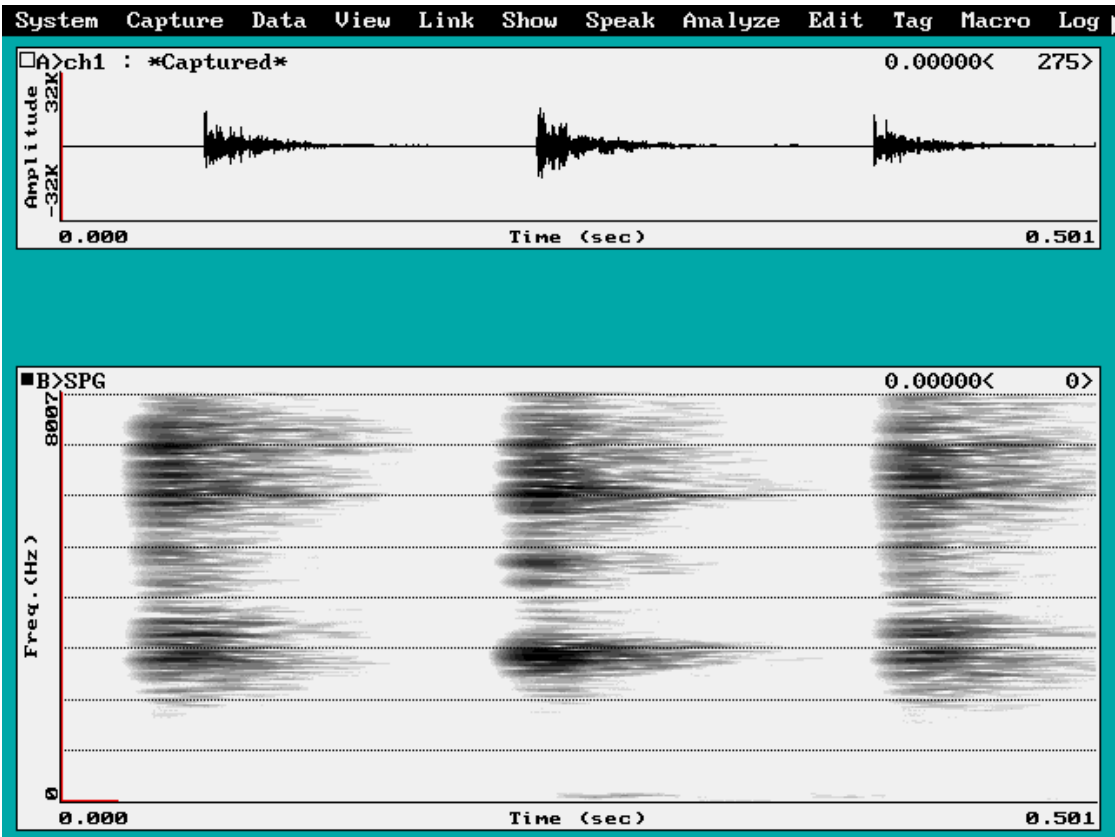 System Capture Data View Link Show Speak Analyze Edit Tag Macro Log
A>ch1 : *Captured* 0.00000< 275>
32K
Amplitude
-32K
0.000 Time (sec) 0.501
B>SPG 0.00000< 0>
8007
Freq.(Hz)
0
0.000 Time (sec) 0.501